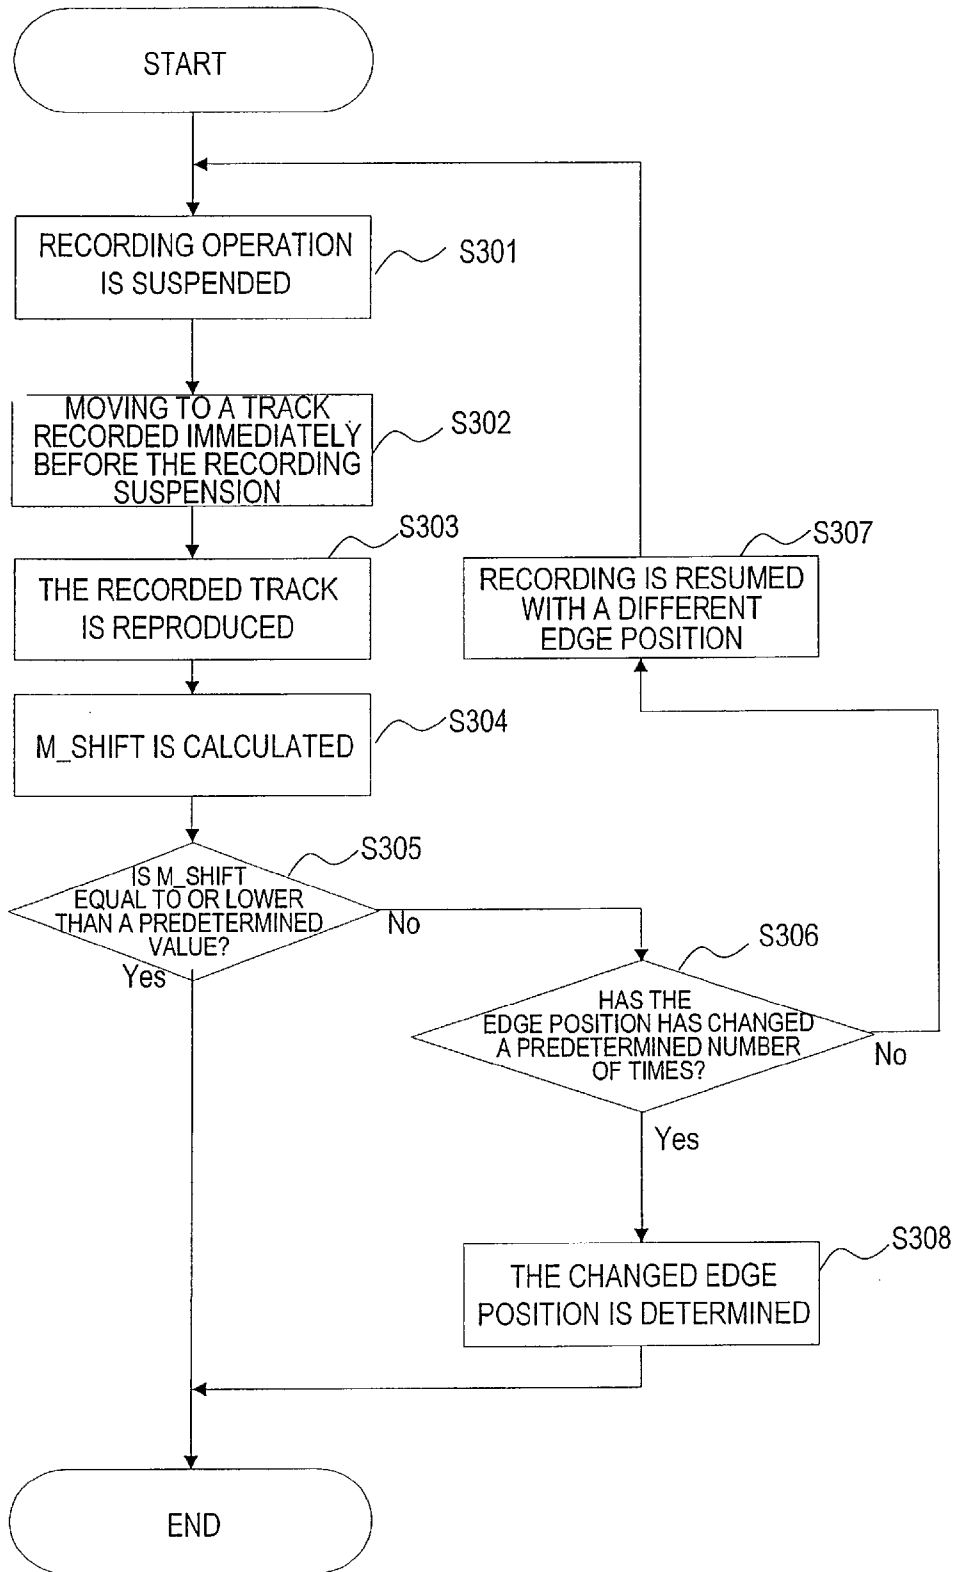 START
RECORDING OPERATION
IS SUSPENDED
S301
MOVING TO A TRACK
RECORDED IMMEDIATELY
BEFORE THE RECORDING
SUSPENSION
S302
THE RECORDED TRACK
IS REPRODUCED
S303
M_SHIFT IS CALCULATED
S304
IS M_SHIFT
EQUAL TO OR LOWER
THAN A PREDETERMINED
VALUE?
S305
No
Yes
HAS THE
EDGE POSITION HAS CHANGED
A PREDETERMINED NUMBER
OF TIMES?
S306
No
Yes
RECORDING IS RESUMED
WITH A DIFFERENT
EDGE POSITION
S307
THE CHANGED EDGE
POSITION IS DETERMINED
S308
END